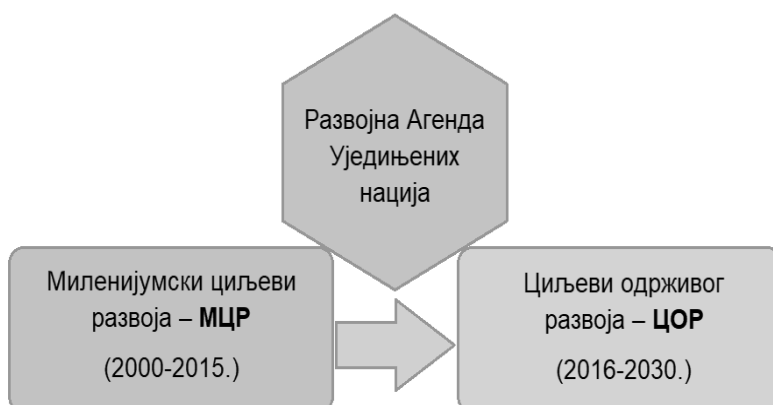 Развојна Агенда
Уједињених
нација
Миленијумски циљеви
развоја – МЦР
(2000-2015.)
Циљеви одрживог
развоја – ЦОР
(2016-2030.)